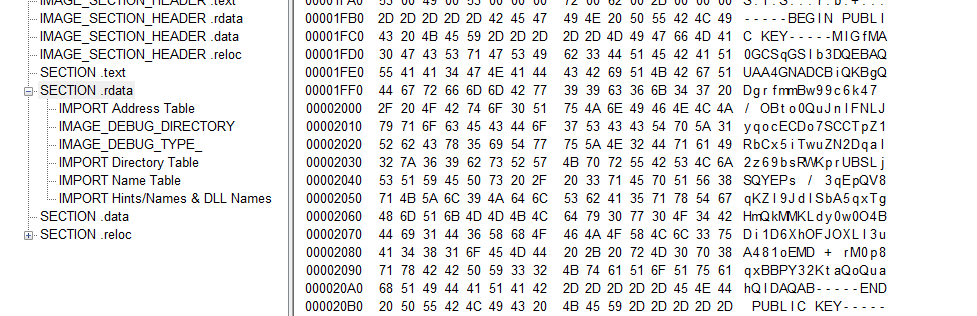 IMAGE_SECTION_HEADER .text
IMAGE_SECTION_HEADER .rdata
IMAGE_SECTION_HEADER .data
IMAGE_SECTION_HEADER .reloc
SECTION .text
SECTION .rdata
IMPORT Address Table
IMAGE_DEBUG_DIRECTORY
IMAGE_DEBUG_TYPE_
IMPORT Directory Table
IMPORT Name Table
IMPORT Hints/Names & DLL Names
SECTION .data
SECTION .reloc
00001FB0 2D 2D 2D 2D 2D 42 45 47 49 4E 20 50 55 42 4C 49 -----BEGIN PUBLI
00001FC0 43 20 4B 45 59 2D 2D 2D 2D 2D 4D 49 47 66 4D 41 C KEY-----MIGfMA
00001FD0 30 47 43 53 71 47 53 49 62 33 44 51 45 42 41 51 0GCSqGSIb3DQEBAQ
00001FE0 55 41 41 34 47 4E 41 44 43 42 69 51 4B 42 67 51 UAA4GNADCBiQKBgQ
00001FF0 44 67 72 66 6D 6D 42 77 39 39 63 36 6B 34 37 20 DgrfmmBw99c6k47
00002000 2F 20 4F 42 74 6F 30 51 75 4A 6E 49 46 4E 4C 4A / OBto0QuJnIFNLJ
00002010 79 71 6F 63 45 43 44 6F 37 53 43 43 54 70 5A 31 yqocECDo7SCCTpZ1
00002020 52 62 43 78 35 69 54 77 75 5A 4E 32 44 71 61 49 RbCx5iTwuZN2DqaI
00002030 32 7A 36 39 62 73 52 57 4B 70 72 55 42 53 4C 6A 2z69bsRWKprUBSLj
00002040 53 51 59 45 50 73 20 2F 20 33 71 45 70 51 56 38 SQYEPs / 3qEpQV8
00002050 71 4B 5A 6C 39 4A 64 6C 53 62 41 35 71 78 54 67 qKZl9JdlSbA5qxTg
00002060 48 6D 51 6B 4D 4D 4B 4C 64 79 30 77 30 4F 34 42 HmQkMMKLdy0w0O4B
00002070 44 69 31 44 36 58 68 4F 46 4A 4F 58 4C 6C 33 75 Di1D6XhOFJOXLl3u
00002080 41 34 38 31 6F 45 4D 44 20 2B 20 72 4D 30 70 38 A481oEMD + rM0p8
00002090 71 78 42 42 50 59 33 32 4B 74 61 51 6F 51 75 61 qxBBPY32KtaQoQua
000020A0 68 51 49 44 41 51 41 42 2D 2D 2D 2D 2D 45 4E 44 hQIDAQAB-----END
000020B0 20 50 55 42 4C 49 43 20 4B 45 59 2D 2D 2D 2D 2D PUBLIC KEY-----